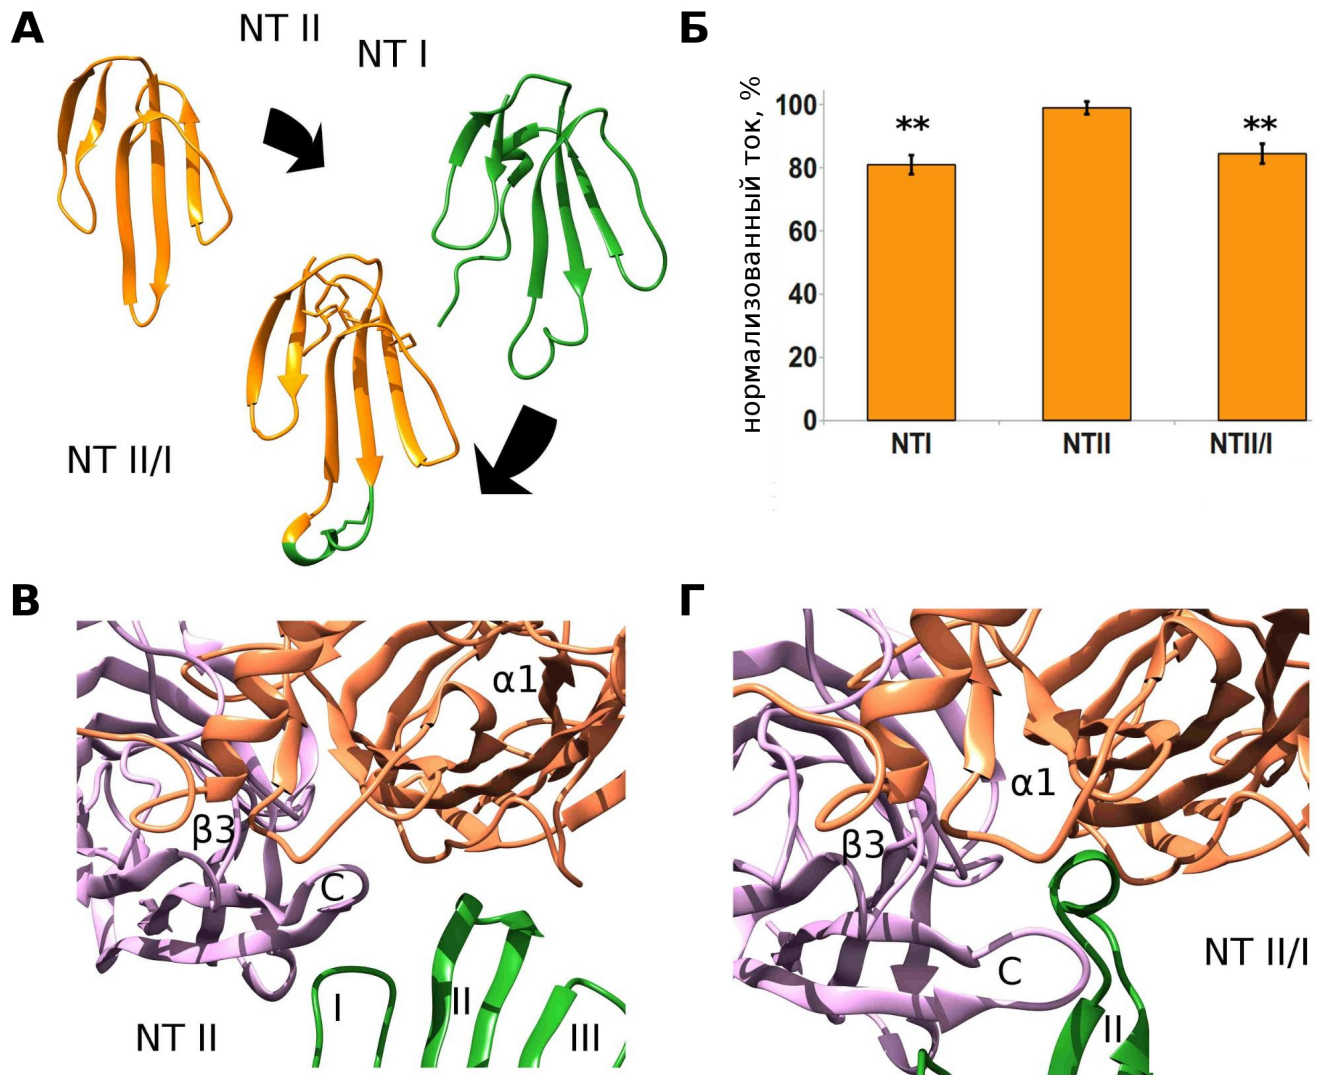 А
NT II
NT I
NT II/I
Б
нормализованный ток, %
100
80
60
40
20
0
**
**
NTI
NTII
NTII/I
В
α1
β3
C
I
II
III
NT II
Г
α1
β3
C
II
NT II/I